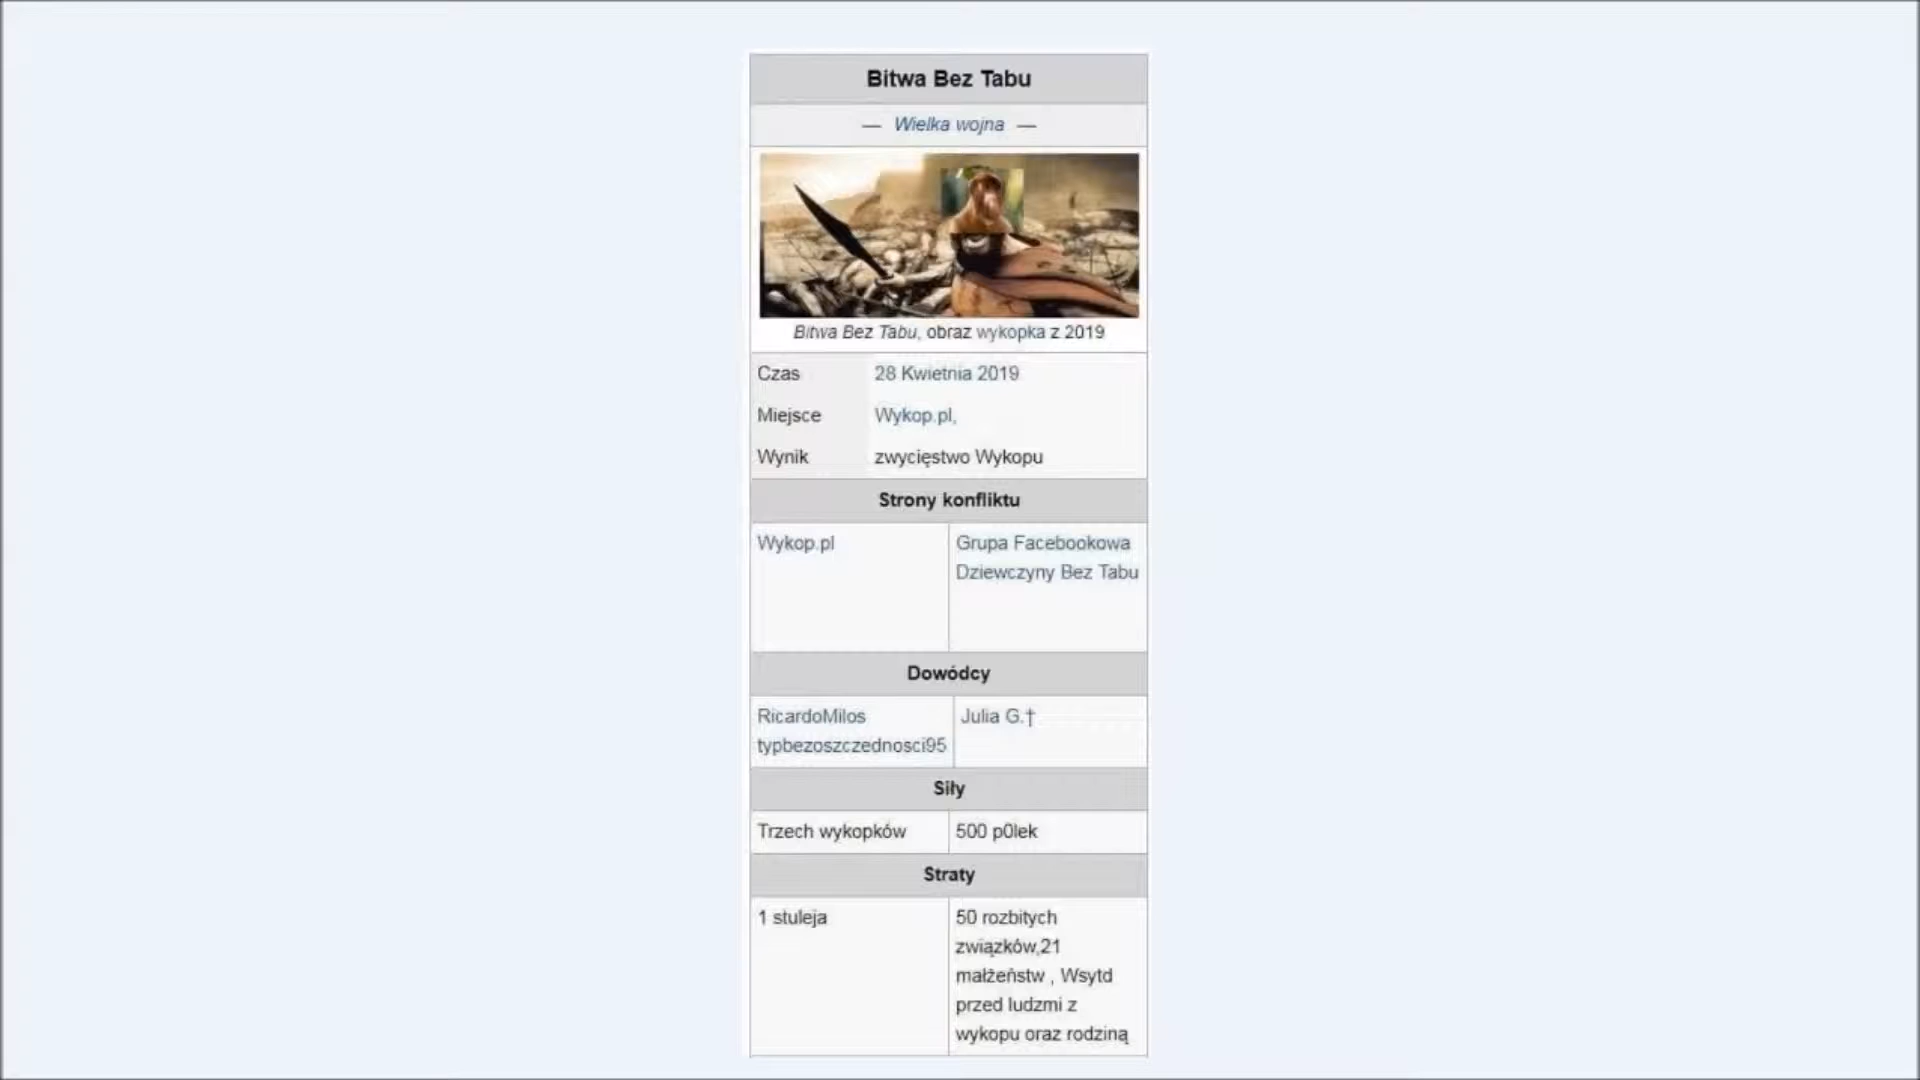 Bitwa Bez Tabu
— Wielka wojna —
Bitwa Bez Tabu, obraz wykopka z 2019
Czas 28 Kwietnia 2019
Miejsce Wykop.pl,
Wynik zwycięstwo Wykopu
Strony konfliktu
Wykop.pl
Grupa Facebookowa
Dziewczyny Bez Tabu
Dowódcy
RicardoMilos
typbezoszczednosci95
Julia G.†
Siły
Trzech wykopków
500 p0lek
Straty
1 stuleja
50 rozbitych
związków,21
małżeństw , Wsytd
przed ludzmi z
wykopu oraz rodziną